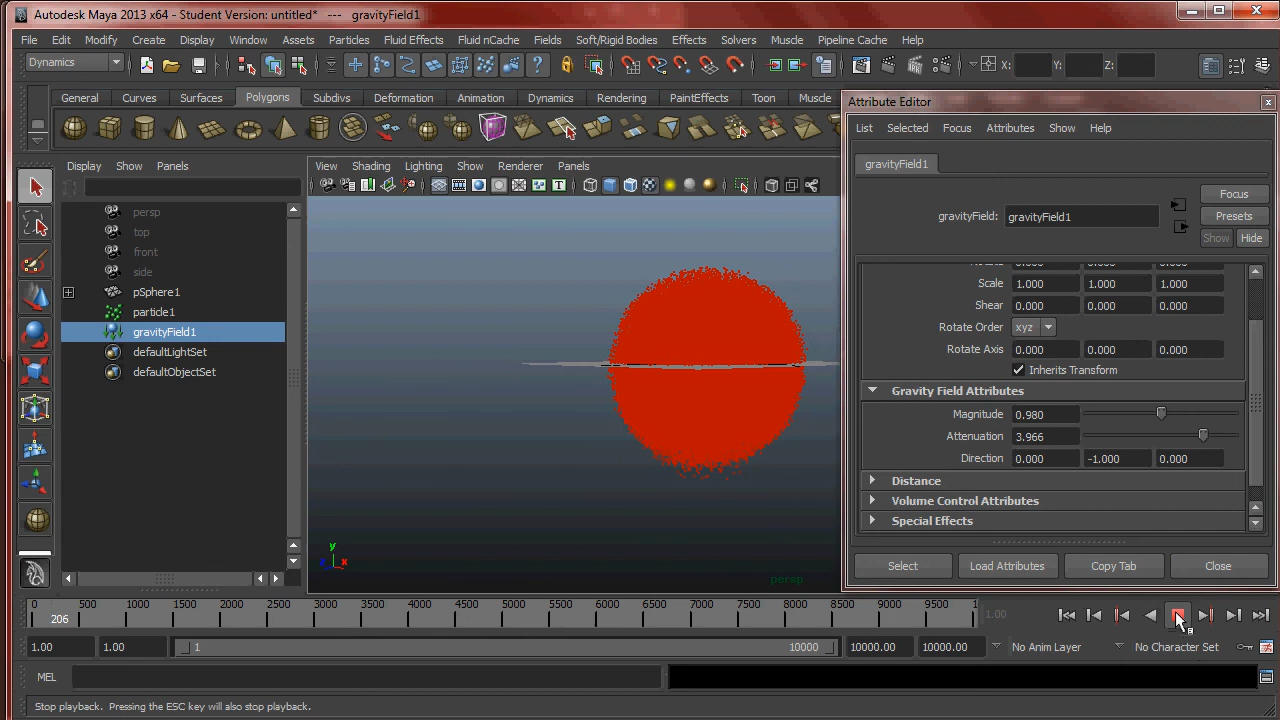 Autodesk Maya 2013 x64 - Student Version: untitled* --- gravityField1
File Edit Modify Create Display Window Assets Particles Fluid Effects Fluid nCache Fields Soft/Rigid Bodies Effects Solvers Muscle Pipeline Cache Help
Dynamics X: Y: Z:
General Curves Surfaces Polygons Subdivs Deformation Animation Dynamics Rendering PaintEffects Toon Muscle
Attribute Editor
List Selected Focus Attributes Show Help
Display Show Panels
View Shading Lighting Show Renderer Panels
gravityField1
Focus
gravityField: gravityField1
Presets
Show Hide
persp
top
front
side
pSphere1
particle1
gravityField1
defaultLightSet
defaultObjectSet
Scale 1.000 1.000 1.000
Shear 0.000 0.000 0.000
Rotate Order xyz
Rotate Axis 0.000 0.000 0.000
Inherits Transform
Gravity Field Attributes
Magnitude 0.980
Attenuation 3.966
Direction 0.000 -1.000 0.000
Distance
Volume Control Attributes
Special Effects
y
x
persp
Select Load Attributes Copy Tab Close
0 500 1000 1500 2000 2500 3000 3500 4000 4500 5000 5500 6000 6500 7000 7500 8000 8500 9000 9500 1
206
1.00
1.00 1.00 1 10000 10000.00 10000.00 No Anim Layer No Character Set
MEL
Stop playback. Pressing the ESC key will also stop playback.